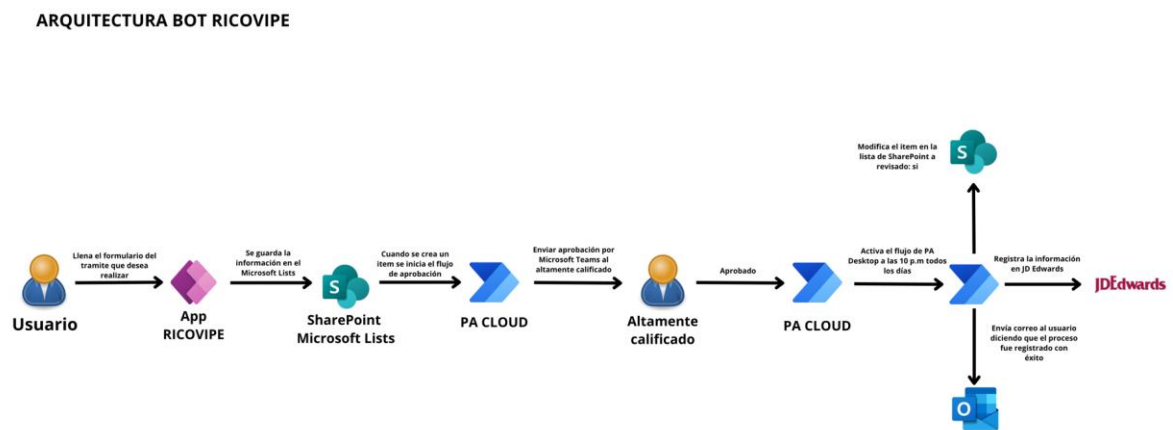 ARQUITECTURA BOT RICOVIPE
Modifica el item en la
lista de SharePoint a
revisado: si
S
Llena el formulario del
tramite que desea
realizar
Se guarda la
información en el
Microsoft Lists
Cuando se crea un
item se inicia el flujo
de aprobación
Enviar aprobación por
Microsoft Teams al
altamente calificado
Aprobado
Activa el flujo de PA
Desktop a las 10 p.m todos
los días
Registra la información
en JD Edwards
S
JDEdwards
Usuario
App
RICOVIPE
SharePoint
Microsoft Lists
PA CLOUD
Altamente
calificado
PA CLOUD
Envía correo al usuario
diciendo que el proceso
fue registrado con
éxito
O